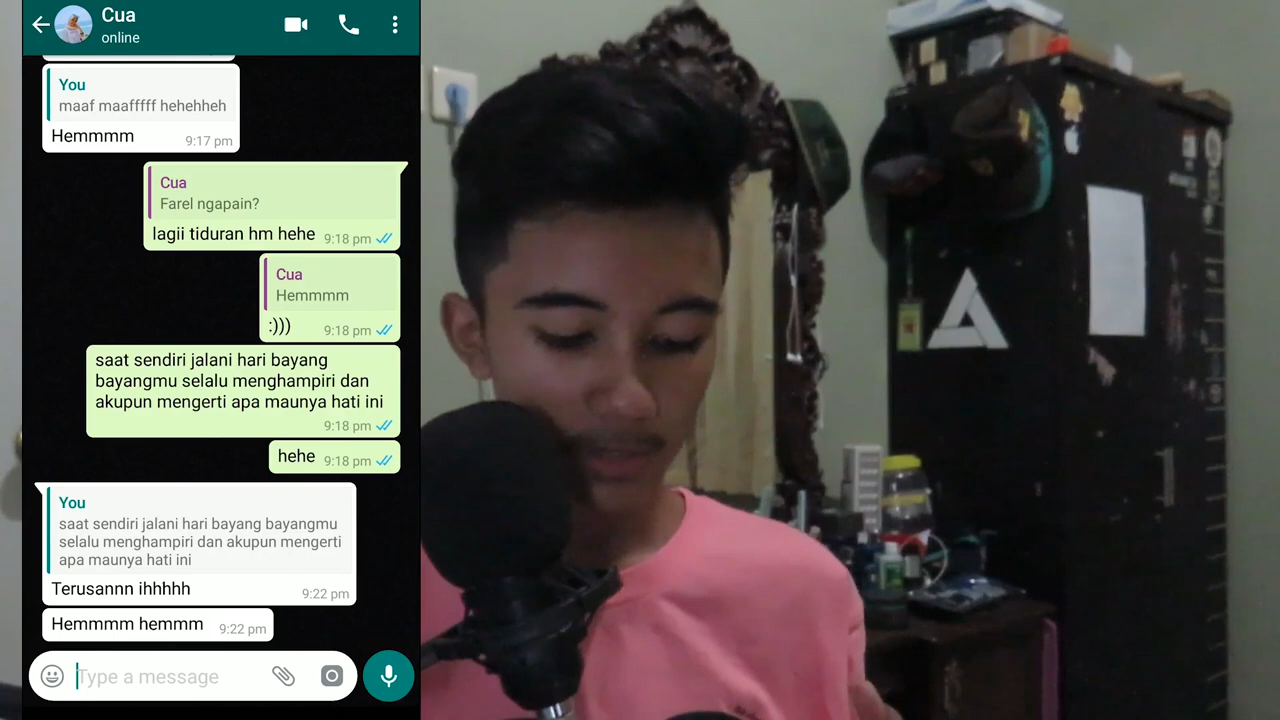 Cua
online
You
maaf maafffff hehehheh
Hemmmm
9:17 pm
Cua
Farel ngapain?
lagii tiduran hm hehe
9:18 pm
Cua
Hemmmm
:)))
9:18 pm
saat sendiri jalani hari bayang
bayangmu selalu menghampiri dan
akupun mengerti apa maunya hati ini
9:18 pm
hehe
9:18 pm
You
saat sendiri jalani hari bayang bayangmu
selalu menghampiri dan akupun mengerti
apa maunya hati ini
Terusannn ihhhhh
9:22 pm
Hemmmm hemmm
9:22 pm
Type a message